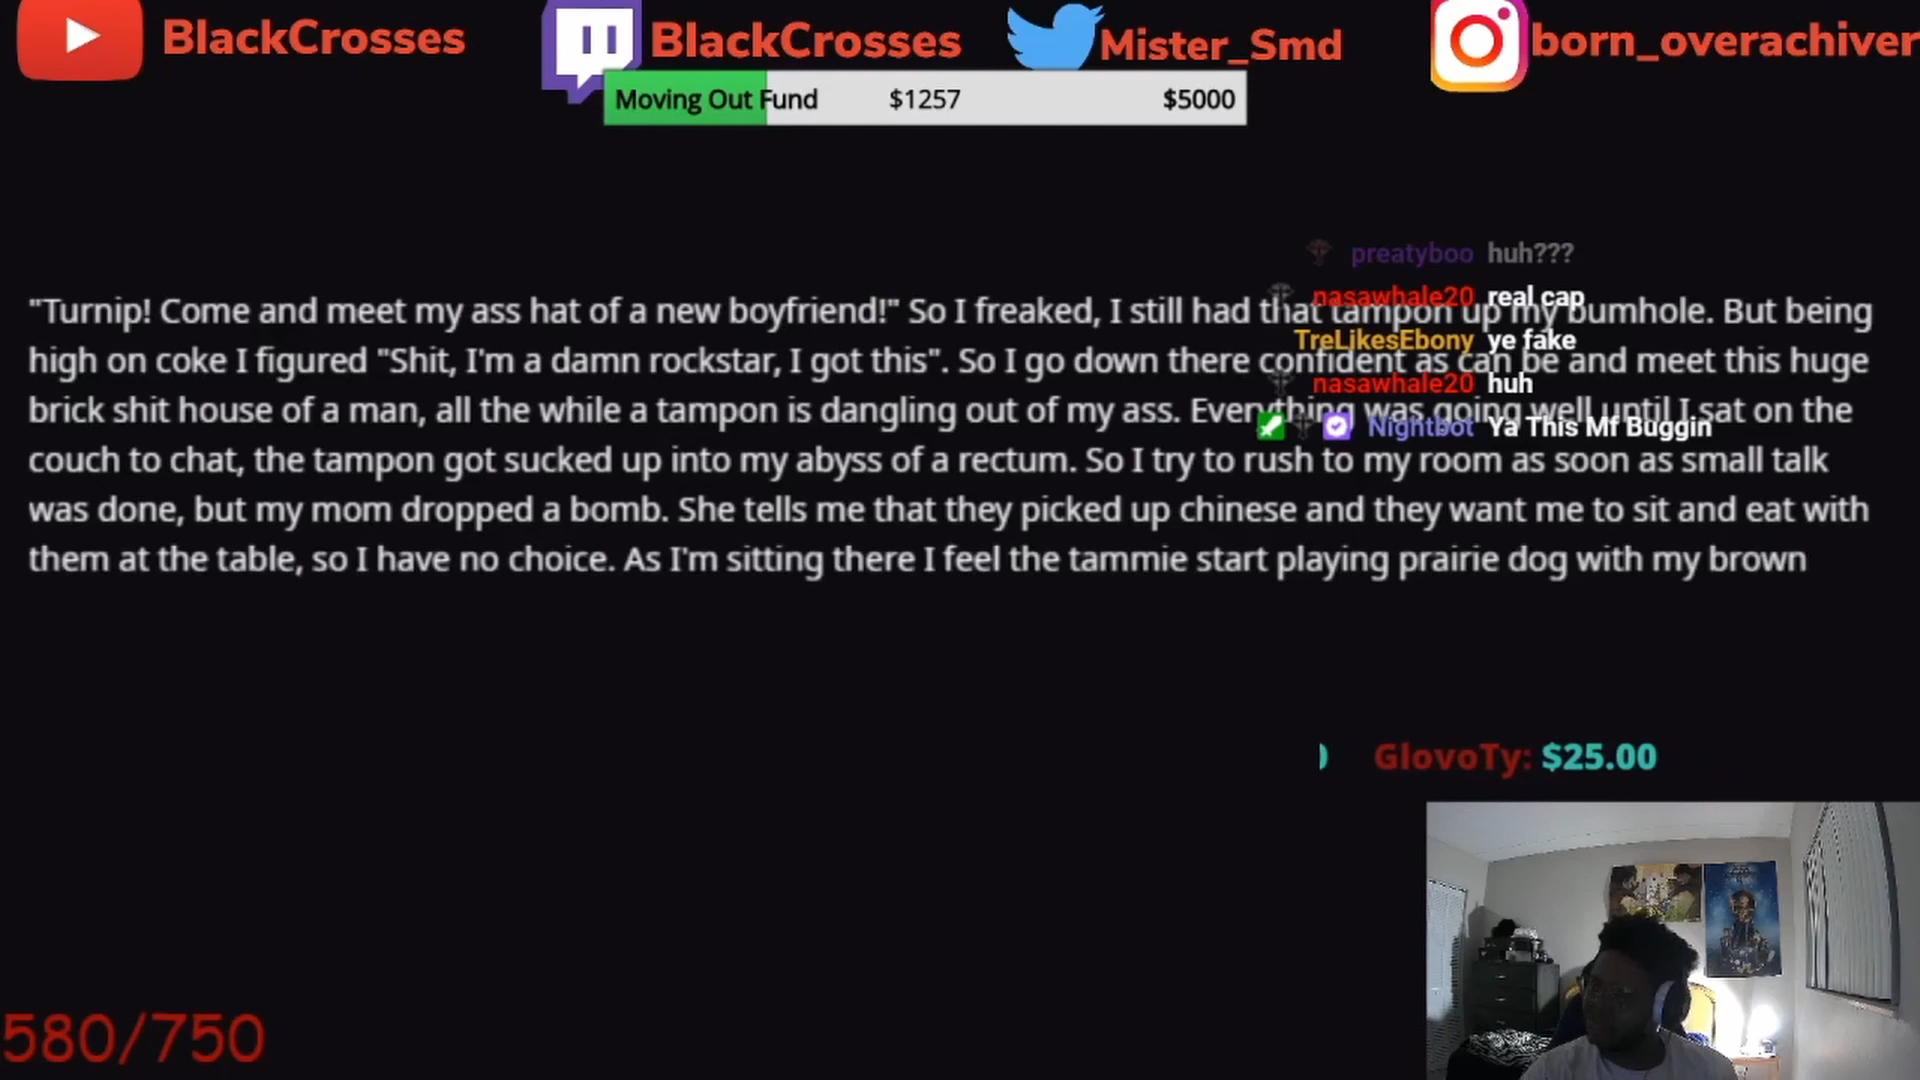 BlackCrosses
BlackCrosses
Mister_Smd
born_overachiver
Moving Out Fund $1257 $5000
preatyboo huh???
"Turnip! Come and meet my ass hat of a new boyfriend!" So I freaked, I still had that tampon up my bumhole. But being
nasawhale20 real cap
TreLikesEbony ye fake
high on coke I figured "Shit, I'm a damn rockstar, I got this". So I go down there confident as can be and meet this huge
nasawhale20 huh
brick shit house of a man, all the while a tampon is dangling out of my ass. Everything was going well until I sat on the
Nightbot Ya This Mf Buggin
couch to chat, the tampon got sucked up into my abyss of a rectum. So I try to rush to my room as soon as small talk
was done, but my mom dropped a bomb. She tells me that they picked up chinese and they want me to sit and eat with
them at the table, so I have no choice. As I'm sitting there I feel the tammie start playing prairie dog with my brown
GlovoTy: $25.00
580/750